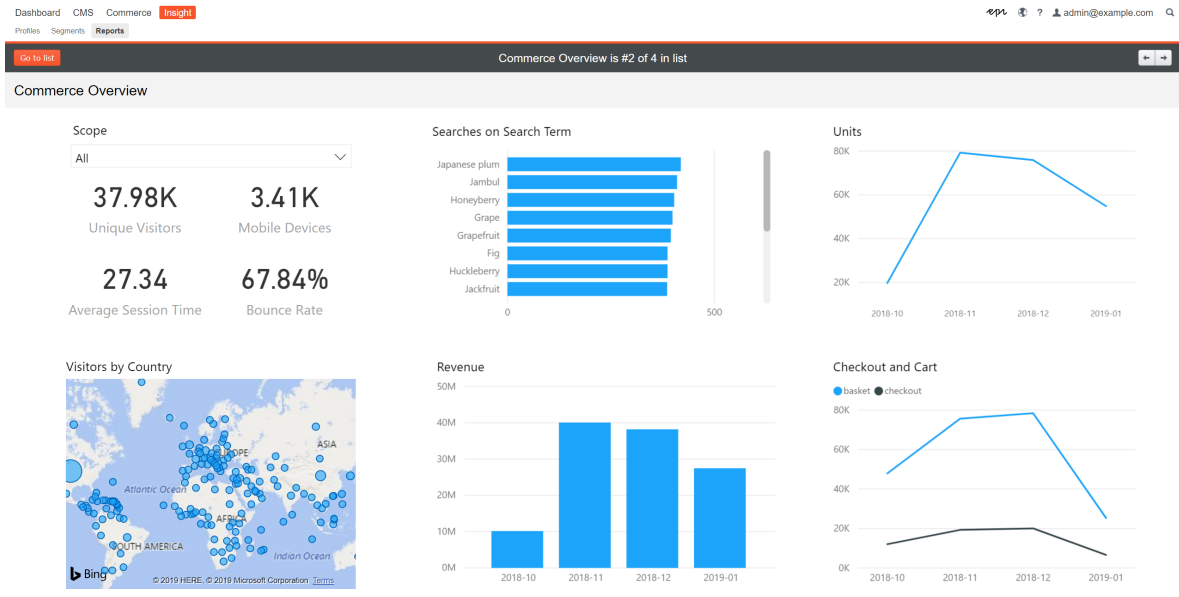 Dashboard CMS Commerce Insight
epi ? admin@example.com
Profiles Segments Reports
Go to list
Commerce Overview is #2 of 4 in list
Commerce Overview
Scope
All
37.98K 3.41K
Unique Visitors Mobile Devices
27.34 67.84%
Average Session Time Bounce Rate
Searches on Search Term
Japanese plum
Jambul
Honeyberry
Grape
Grapefruit
Fig
Huckleberry
Jackfruit
0 500
Units
80K
60K
40K
20K
2018-10 2018-11 2018-12 2019-01
Visitors by Country
ASIA
EUROPE
Atlantic Ocean
AFRICA
SOUTH AMERICA
Indian Ocean
Bing
© 2019 HERE, © 2019 Microsoft Corporation Terms
Revenue
50M
40M
30M
20M
10M
0M
2018-10 2018-11 2018-12 2019-01
Checkout and Cart
basket checkout
80K
60K
40K
20K
0K
2018-10 2018-11 2018-12 2019-01